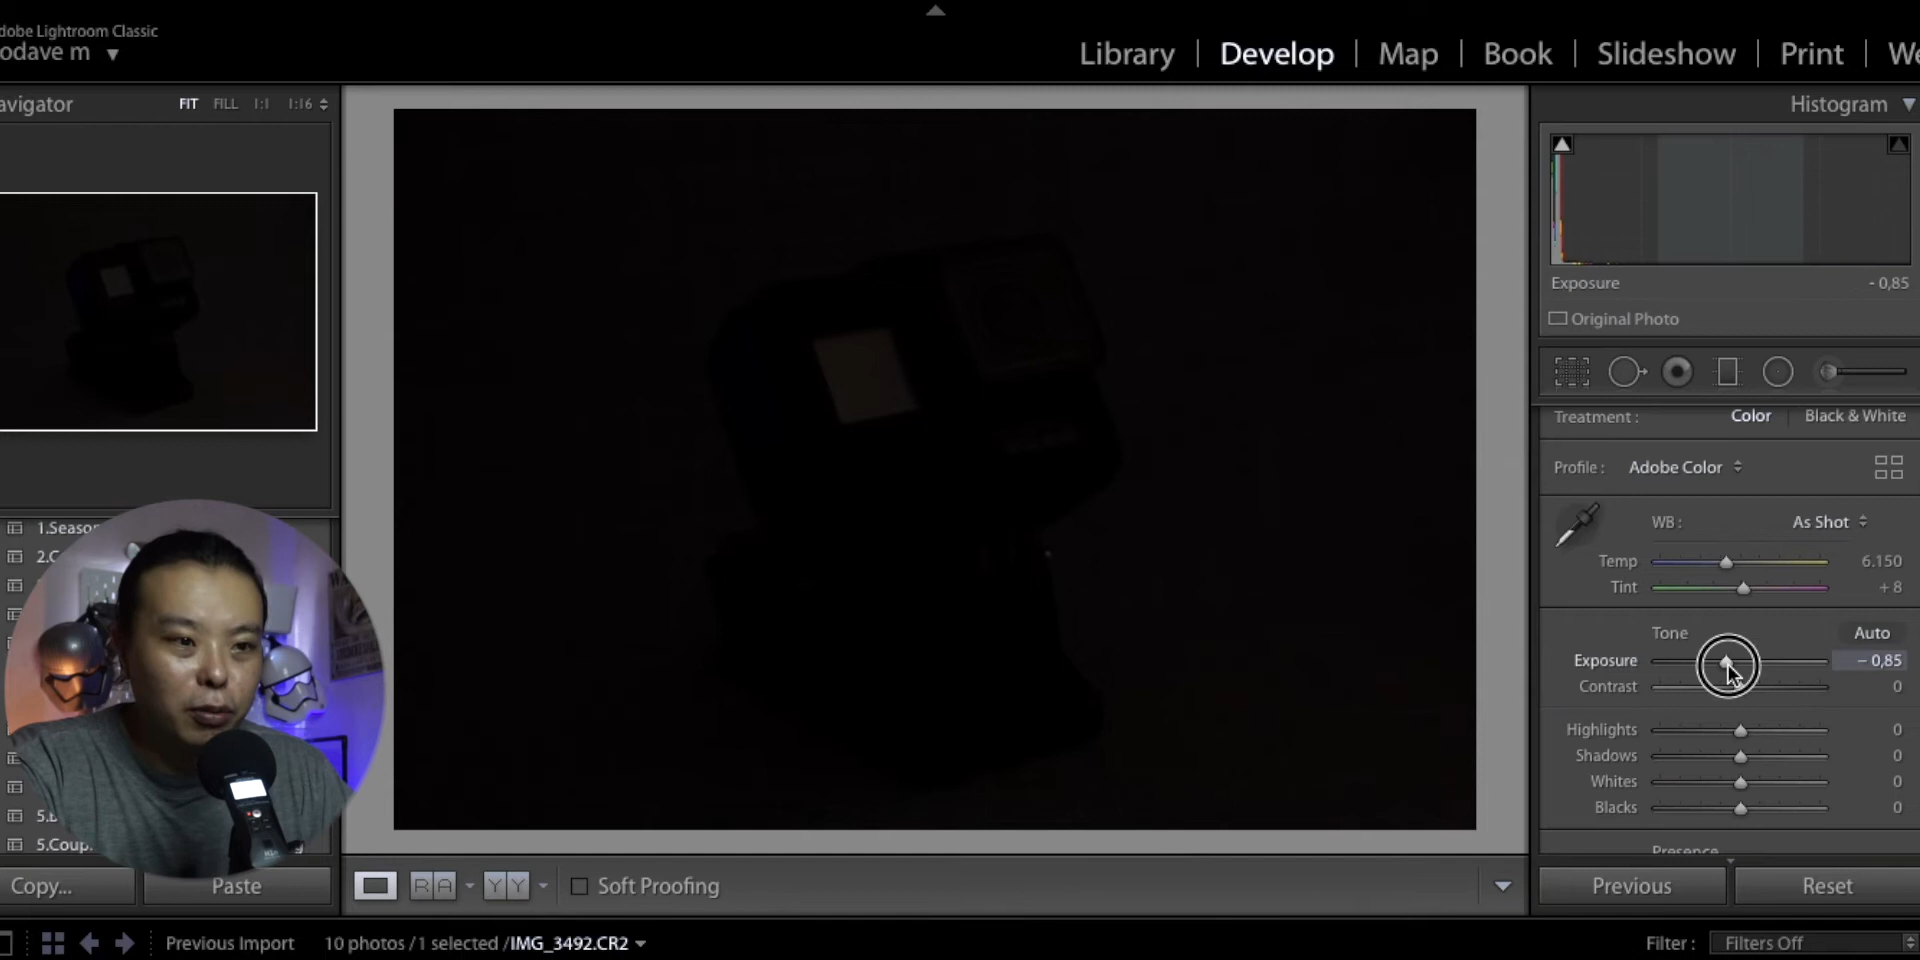 dobe Lightroom Classic
odave m
Library | Develop | Map | Book | Slideshow | Print | We
avigator FIT FILL 1:1 1:16
Histogram
Exposure - 0,85
Original Photo
Treatment : Color Black & White
Profile : Adobe Color
WB : As Shot
Temp 6.150
Tint + 8
Tone Auto
Exposure - 0,85
Contrast 0
Highlights 0
Shadows 0
Whites 0
Blacks 0
Presence
1.Seaso
2.C
5.B
5.Coup
Copy... Paste
R A Y Y Soft Proofing
Previous Reset
Previous Import 10 photos / 1 selected / IMG_3492.CR2
Filter : Filters Off